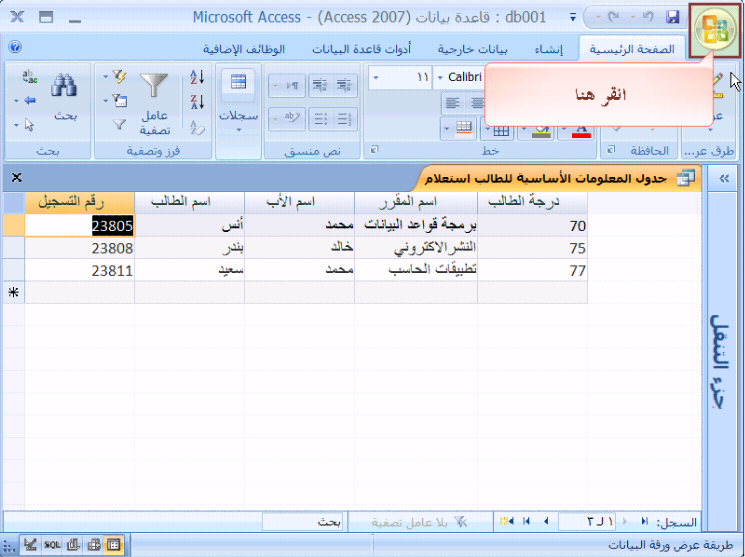 db001 : قاعدة بيانات (Access 2007) - Microsoft Access
الصفحة الرئيسية إنشاء بيانات خارجية أدوات قاعدة البيانات الوظائف الإضافية
انقر هنا
Calibri ١١
سجلات
عامل تصفية
بحث
طرق عر... الحافظة خط نص منسق فرز وتصفية بحث
جدول المعلومات الأساسية للطالب استعلام
درجة الطالب اسم المقرر اسم الأب اسم الطالب رقم التسجيل
70 برمجة قواعد البيانات محمد أنس 23805
75 النشر الاكتروني خالد بندر 23808
77 تطبيقات الحاسب محمد سعيد 23811
جزء التنقل
السجل: ١ لـ ٣ بلا عامل تصفية بحث
طريقة عرض ورقة البيانات SQL